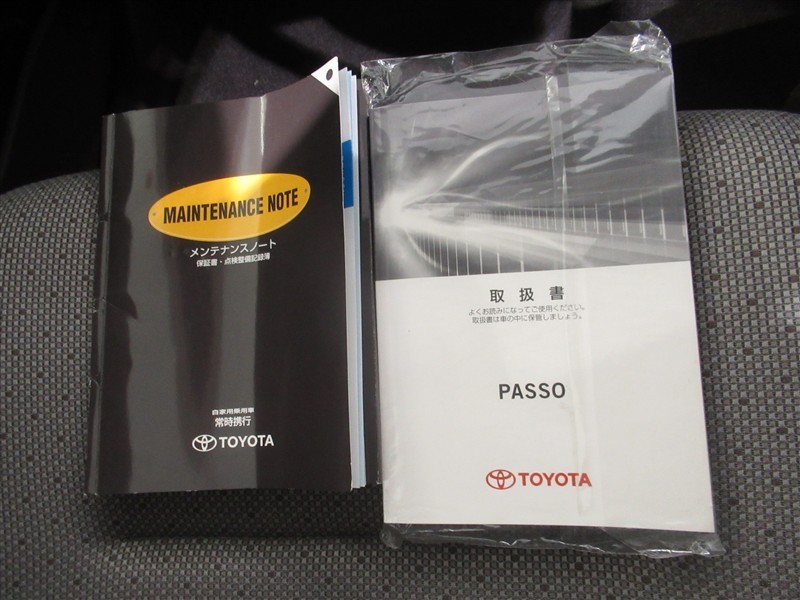 MAINTENANCE NOTE
メンテナンスノート
保証書・点検整備記録簿
自家用乗用車
常時携行
TOYOTA
取扱書
よくお読みになってご使用ください。
取扱書は車の中に保管しましょう。
PASSO
TOYOTA